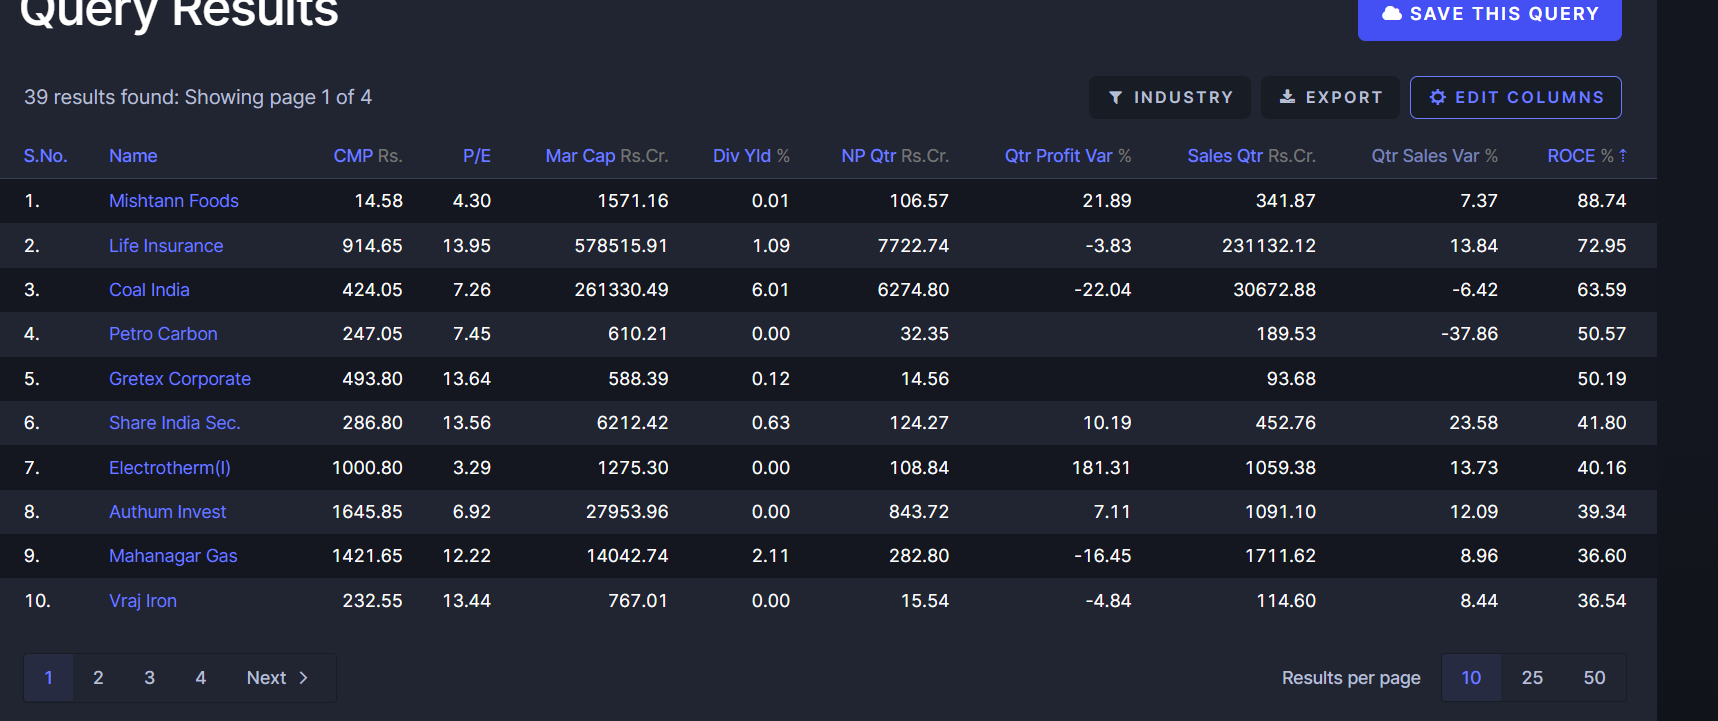 Query Results
SAVE THIS QUERY
39 results found: Showing page 1 of 4
INDUSTRY EXPORT EDIT COLUMNS
S.No. Name CMP Rs. P/E Mar Cap Rs.Cr. Div Yld % NP Qtr Rs.Cr. Qtr Profit Var % Sales Qtr Rs.Cr. Qtr Sales Var % ROCE % ↑
1. Mishtann Foods 14.58 4.30 1571.16 0.01 106.57 21.89 341.87 7.37 88.74
2. Life Insurance 914.65 13.95 578515.91 1.09 7722.74 -3.83 231132.12 13.84 72.95
3. Coal India 424.05 7.26 261330.49 6.01 6274.80 -22.04 30672.88 -6.42 63.59
4. Petro Carbon 247.05 7.45 610.21 0.00 32.35 189.53 -37.86 50.57
5. Gretex Corporate 493.80 13.64 588.39 0.12 14.56 93.68 50.19
6. Share India Sec. 286.80 13.56 6212.42 0.63 124.27 10.19 452.76 23.58 41.80
7. Electrotherm(I) 1000.80 3.29 1275.30 0.00 108.84 181.31 1059.38 13.73 40.16
8. Authum Invest 1645.85 6.92 27953.96 0.00 843.72 7.11 1091.10 12.09 39.34
9. Mahanagar Gas 1421.65 12.22 14042.74 2.11 282.80 -16.45 1711.62 8.96 36.60
10. Vraj Iron 232.55 13.44 767.01 0.00 15.54 -4.84 114.60 8.44 36.54
1 2 3 4 Next Results per page 10 25 50